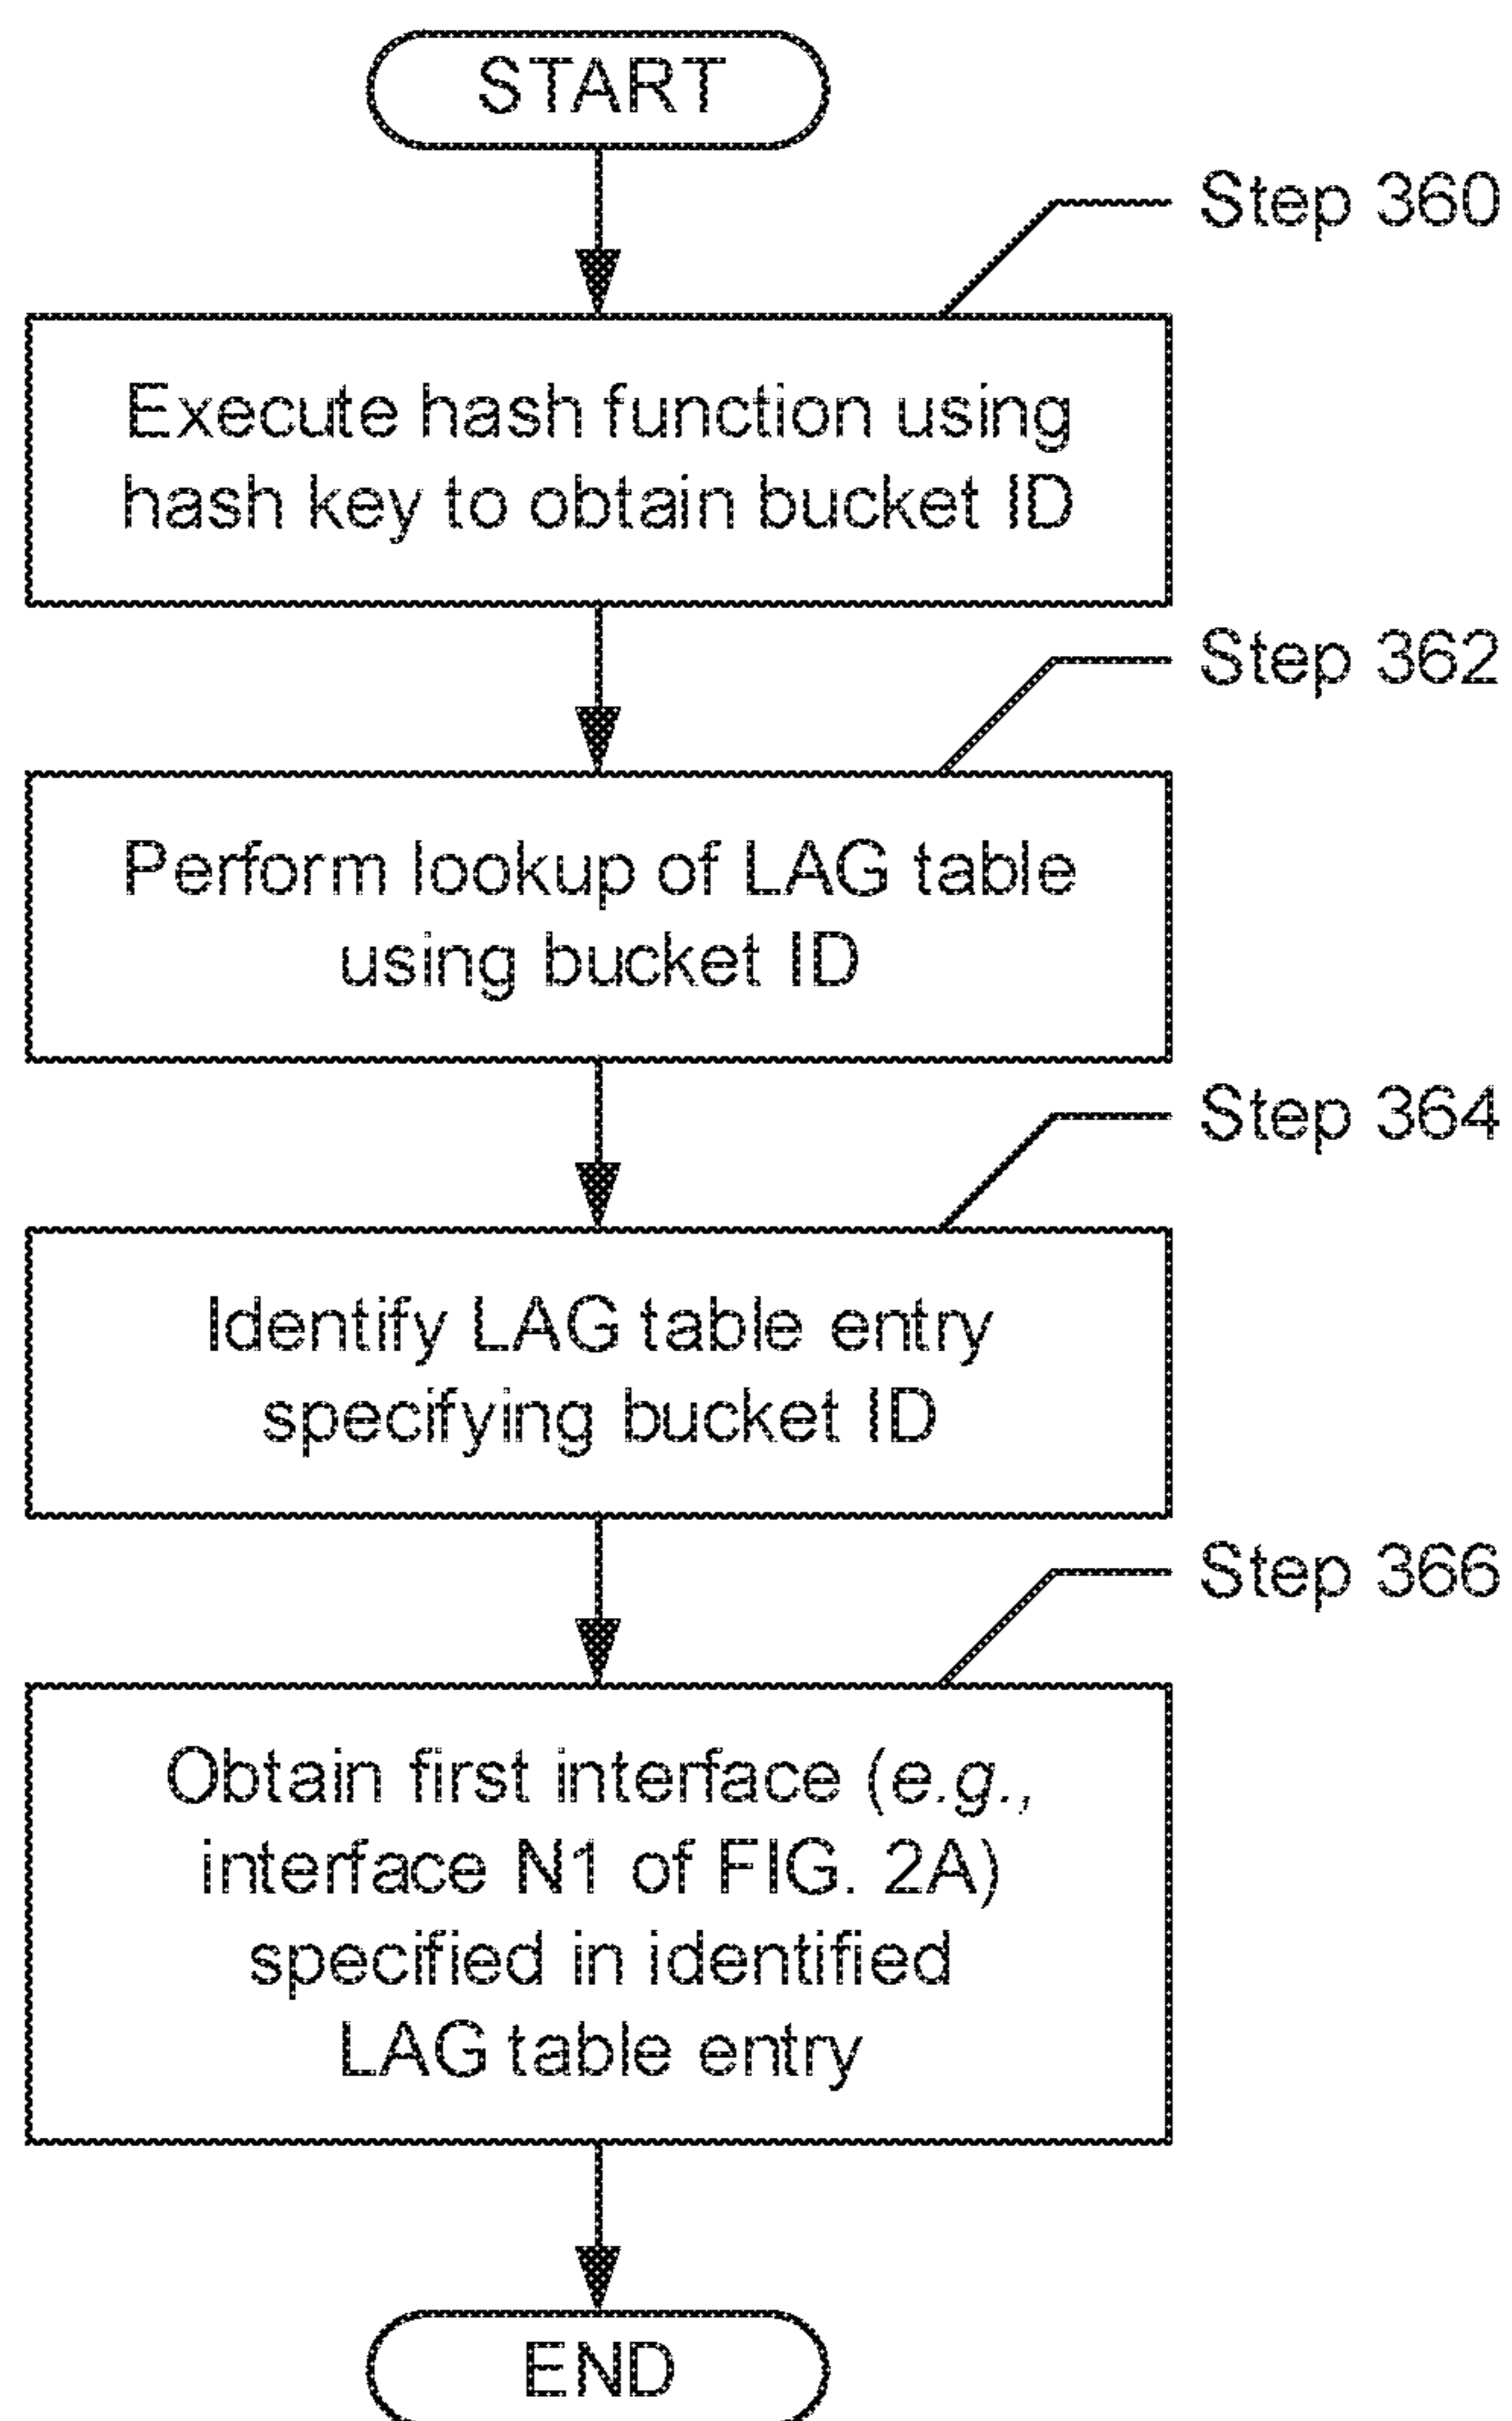 START
Step 360
Execute hash function using
hash key to obtain bucket ID
Step 362
Perform lookup of LAG table
using bucket ID
Step 364
Identify LAG table entry
specifying bucket ID
Step 366
Obtain first interface (e.g.,
interface N1 of FIG. 2A)
specified in identified
LAG table entry
END